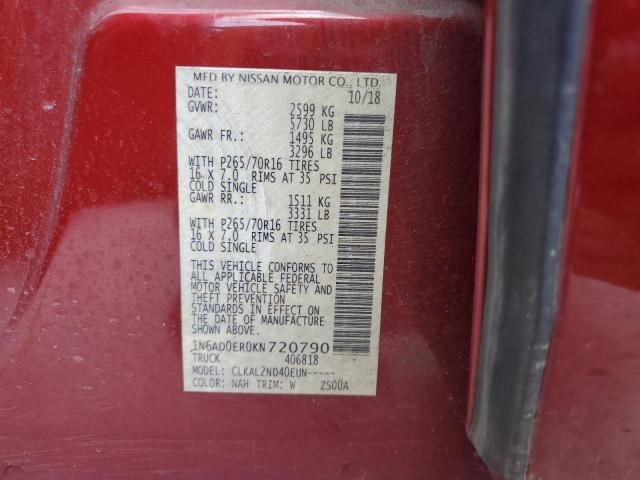 MFD BY NISSAN MOTOR CO., LTD.
DATE: 10/18
GVWR: 2599 KG
5730 LB
GAWR FR.: 1495 KG
3296 LB
WITH P265/70R16 TIRES
16 X 7.0 RIMS AT 35 PSI
COLD SINGLE
GAWR RR.: 1511 KG
3331 LB
WITH P265/70R16 TIRES
16 X 7.0 RIMS AT 35 PSI
COLD SINGLE
THIS VEHICLE CONFORMS TO
ALL APPLICABLE FEDERAL
MOTOR VEHICLE SAFETY AND
THEFT PREVENTION
STANDARDS IN EFFECT ON
THE DATE OF MANUFACTURE
SHOWN ABOVE.
1N6AD0ER0KN720790
TRUCK 406818
MODEL: CLKALZND40EUN-----
COLOR: NAH TRIM: W ZS00A